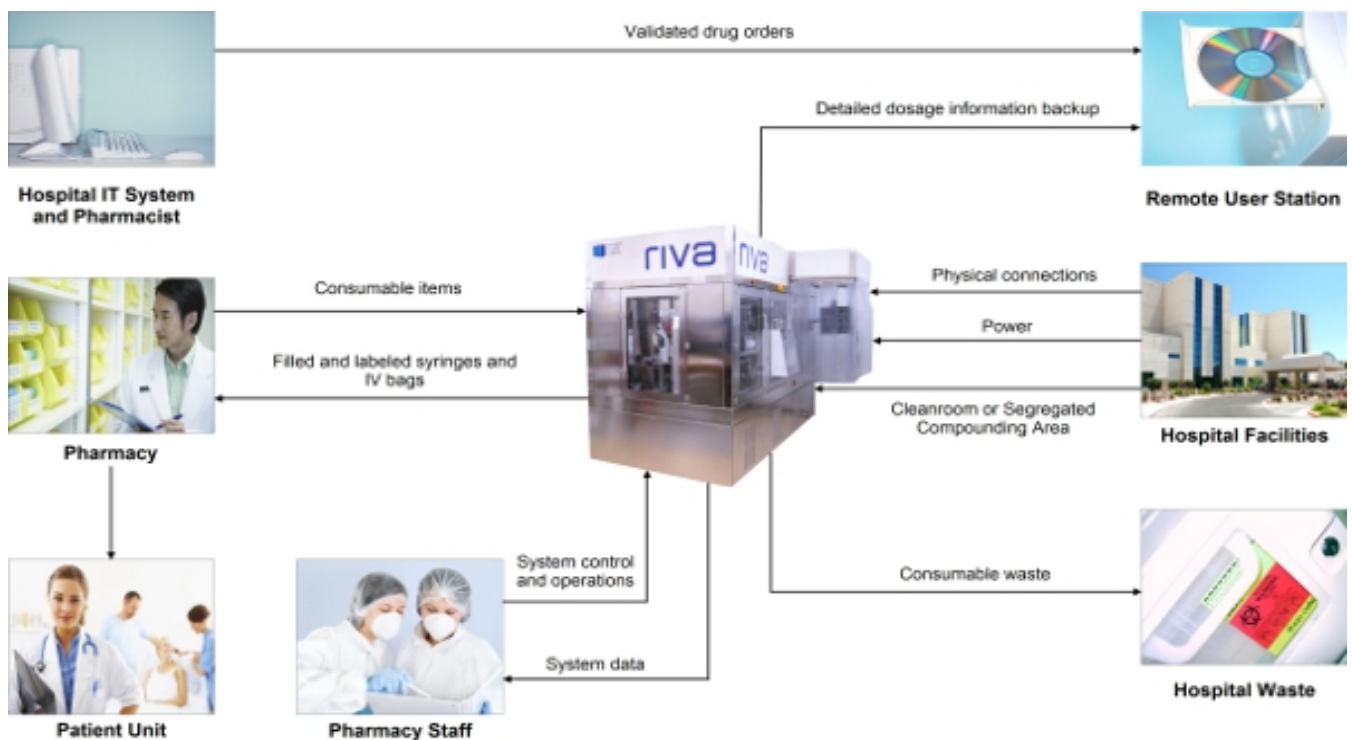 Validated drug orders
Detailed dosage information backup
Hospital IT System
and Pharmacist
Remote User Station
riva
riva
Consumable items
Physical connections
Power
Filled and labeled syringes and
IV bags
Cleanroom or Segregated
Compounding Area
Pharmacy
Hospital Facilities
System control
and operations
Consumable waste
System data
Patient Unit
Pharmacy Staff
Hospital Waste